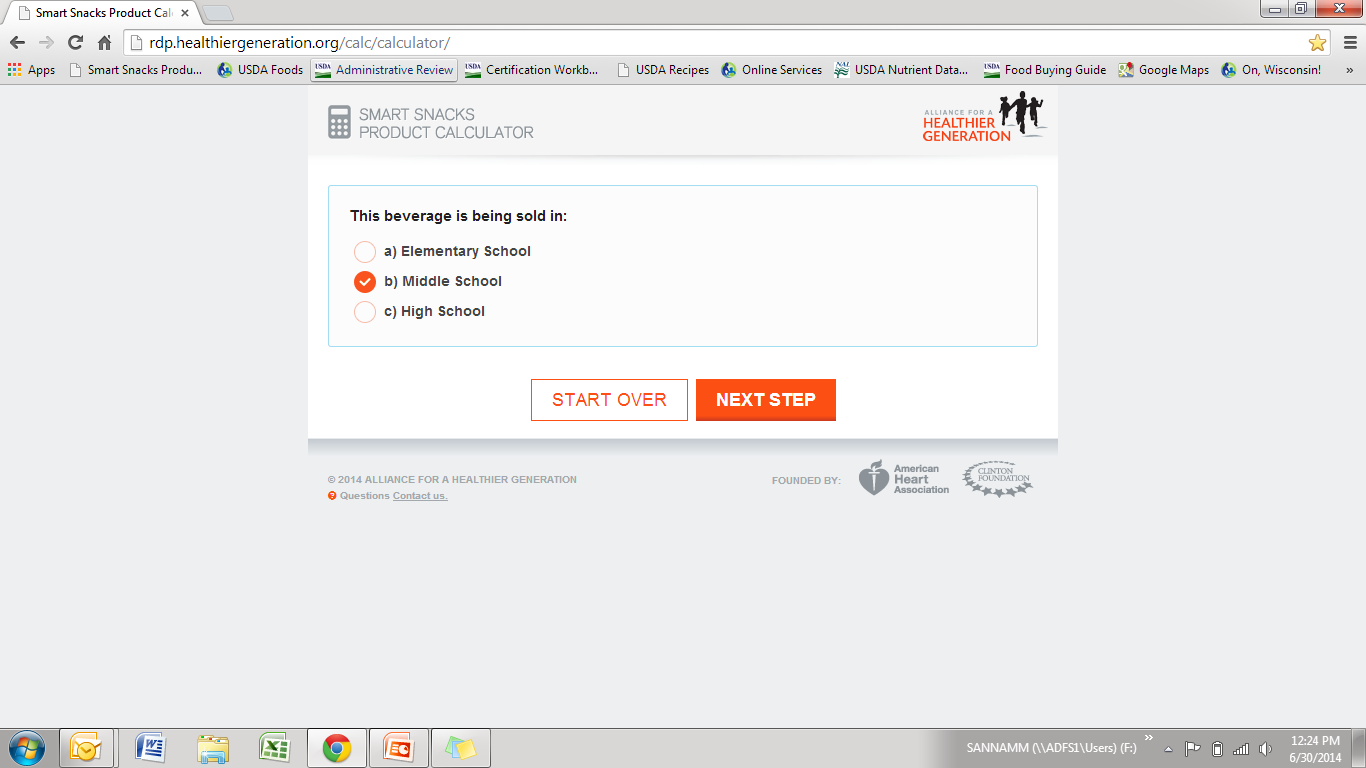 Smart Snacks Product Cal
rdp.healthiergeneration.org/calc/calculator/
Apps Smart Snacks Produ... USDA Foods USDA Administrative Review USDA Certification Workb... USDA Recipes Online Services NAL USDA Nutrient Data... USDA Food Buying Guide Google Maps On, Wisconsin! »
SMART SNACKS
PRODUCT CALCULATOR
ALLIANCE FOR A
HEALTHIER
GENERATION
This beverage is being sold in:
a) Elementary School
b) Middle School
c) High School
START OVER NEXT STEP
© 2014 ALLIANCE FOR A HEALTHIER GENERATION
? Questions Contact us.
FOUNDED BY:
American
Heart
Association
CLINTON
FOUNDATION
SANNAMM (\\ADFS1\Users) (F:) »
12:24 PM
6/30/2014